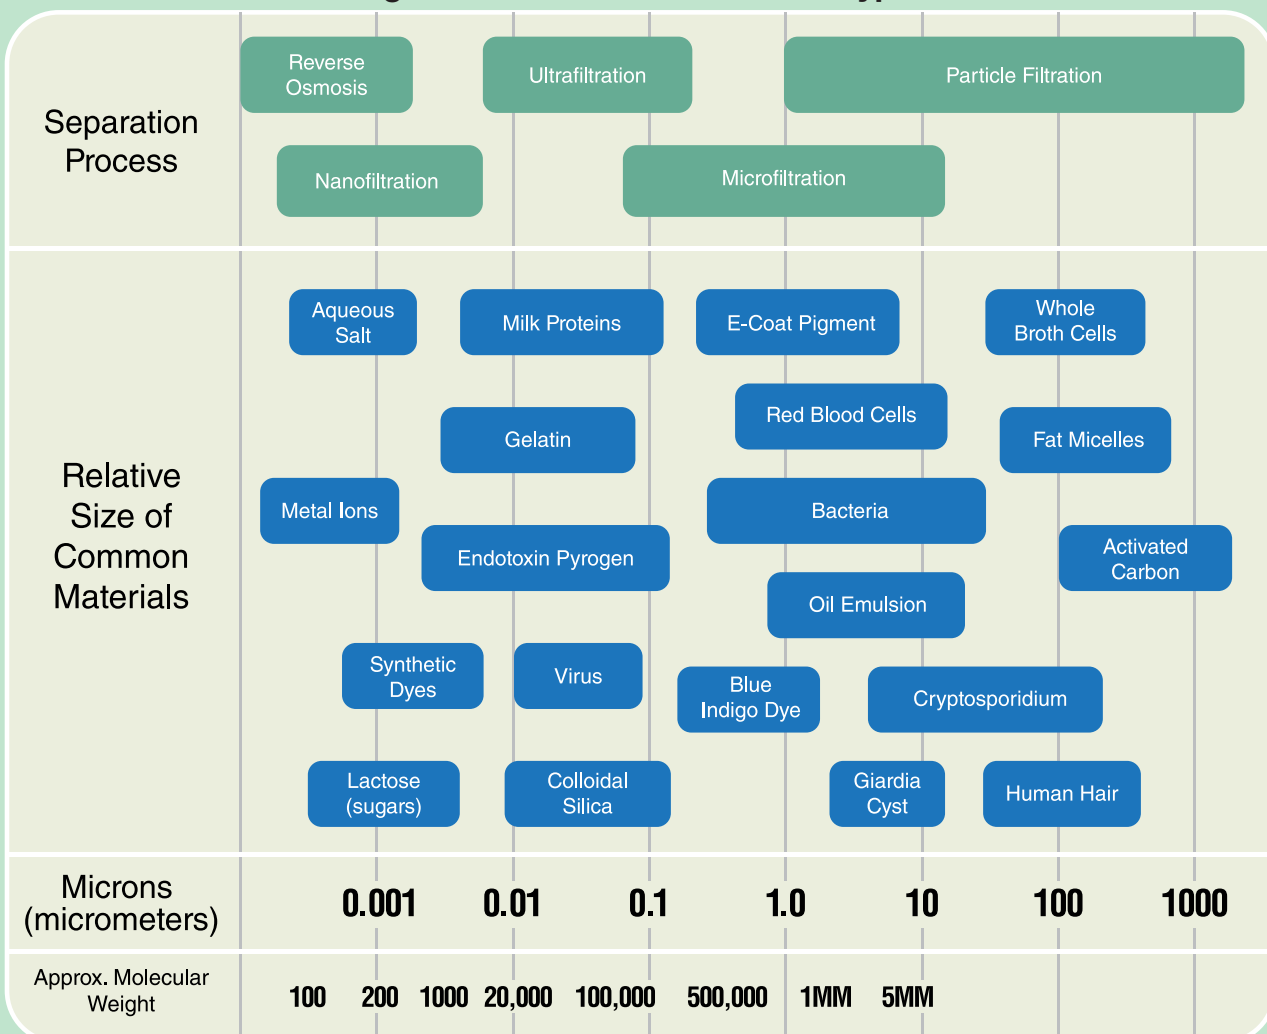 Reverse
Osmosis
Ultrafiltration
Particle Filtration
Separation
Process
Nanofiltration
Microfiltration
Aqueous
Salt
Milk Proteins
E-Coat Pigment
Whole
Broth Cells
Red Blood Cells
Gelatin
Fat Micelles
Relative
Size of
Common
Materials
Metal Ions
Bacteria
Endotoxin Pyrogen
Activated
Carbon
Oil Emulsion
Synthetic
Dyes
Virus
Blue
Indigo Dye
Cryptosporidium
Lactose
(sugars)
Colloidal
Silica
Giardia
Cyst
Human Hair
Microns
(micrometers)
0.001 0.01 0.1 1.0 10 100 1000
Approx. Molecular
Weight
100 200 1000 20,000 100,000 500,000 1MM 5MM